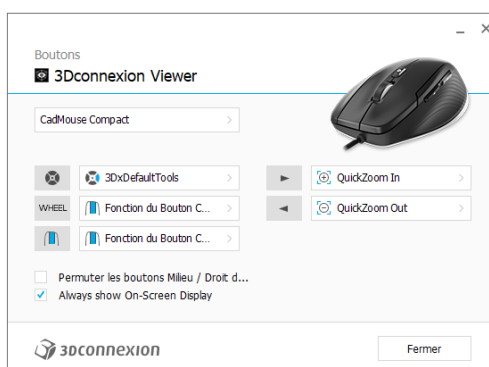 Boutons
3Dconnexion Viewer
CadMouse Compact
3DxDefaultTools
QuickZoom In
WHEEL
Fonction du Bouton C...
QuickZoom Out
Fonction du Bouton C...
Permuter les boutons Milieu / Droit d...
Always show On-Screen Display
3Dconnexion
Fermer